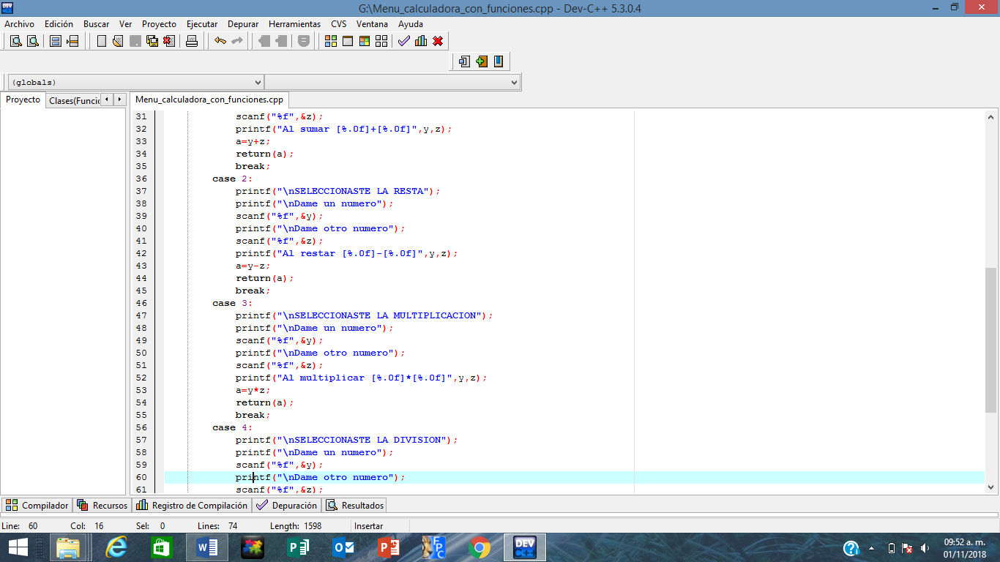 G:\Menu_calculadora_con_funciones.cpp - Dev-C++ 5.3.0.4
Archivo Edición Buscar Ver Proyecto Ejecutar Depurar Herramientas CVS Ventana Ayuda
(globals)
Proyecto Clases(Funcic Menu_calculadora_con_funciones.cpp
31 scanf("%f",&z);
32 printf("Al sumar [%.0f]+[%.0f]",y,z);
33 a=y+z;
34 return(a);
35 break;
36 case 2:
37 printf("\nSELECCIONASTE LA RESTA");
38 printf("\nDame un numero");
39 scanf("%f",&y);
40 printf("\nDame otro numero");
41 scanf("%f",&z);
42 printf("Al restar [%.0f]-[%.0f]",y,z);
43 a=y-z;
44 return(a);
45 break;
46 case 3:
47 printf("\nSELECCIONASTE LA MULTIPLICACION");
48 printf("\nDame un numero");
49 scanf("%f",&y);
50 printf("\nDame otro numero");
51 scanf("%f",&z);
52 printf("Al multiplicar [%.0f]*[%.0f]",y,z);
53 a=y*z;
54 return(a);
55 break;
56 case 4:
57 printf("\nSELECCIONASTE LA DIVISION");
58 printf("\nDame un numero");
59 scanf("%f",&y);
60 printf("\nDame otro numero");
61 scanf("%f",&z);
Compilador Recursos Registro de Compilación Depuración Resultados
Line: 60 Col: 16 Sel: 0 Lines: 74 Length: 1598 Insertar
FPC
DEV C++
09:52 a. m.
01/11/2018